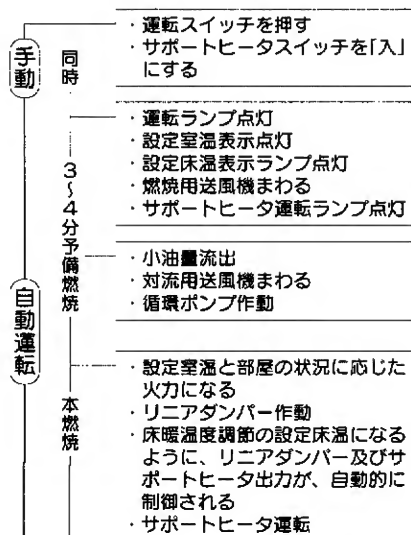 手動
同時
・運転スイッチを押す
・サポートヒータスイッチを「入」
にする
・運転ランプ点灯
・設定室温表示点灯
・設定床温表示ランプ点灯
・燃焼用送風機まわる
・サポートヒータ運転ランプ点灯
3～4分予備燃焼
・小油量流出
・対流用送風機まわる
・循環ポンプ作動
自動運転
本燃焼
・設定室温と部屋の状況に応じた
火力になる
・リニアダンパー作動
・床暖温度調節の設定床温になる
ように、リニアダンパー及びサ
ポートヒータ出力が、自動的に
制御される
・サポートヒータ運転